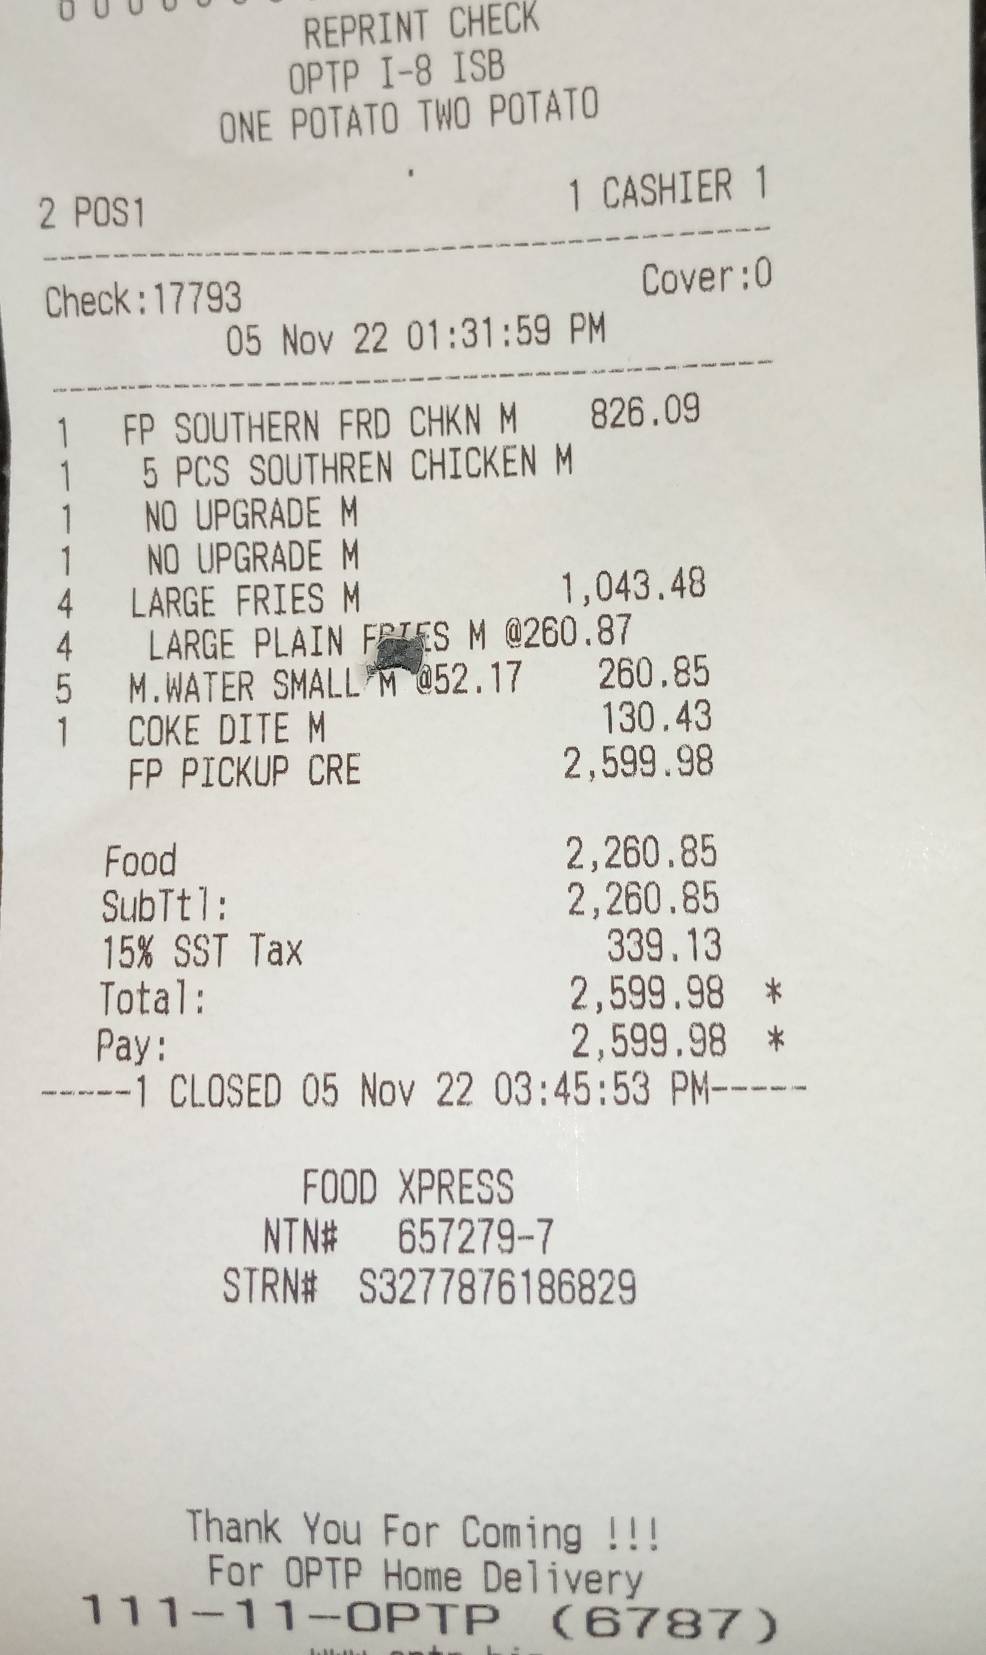 REPRINT CHECK
OPTP I-8 ISB
ONE POTATO TWO POTATO
2 POS1 1 CASHIER 1
Check:17793 Cover:0
05 Nov 22 01:31:59 PM
1 FP SOUTHERN FRD CHKN M 826.09
1 5 PCS SOUTHREN CHICKEN M
1 NO UPGRADE M
1 NO UPGRADE M
4 LARGE FRIES M 1,043.48
4 LARGE PLAIN FRIES M @260.87
5 M.WATER SMALL M @52.17 260.85
1 COKE DITE M 130.43
FP PICKUP CRE 2,599.98
Food 2,260.85
SubTtl: 2,260.85
15% SST Tax 339.13
Total: 2,599.98 *
Pay: 2,599.98 *
-----1 CLOSED 05 Nov 22 03:45:53 PM-----
FOOD XPRESS
NTN# 657279-7
STRN# S3277876186829
Thank You For Coming !!!
For OPTP Home Delivery
111-11-OPTP (6787)